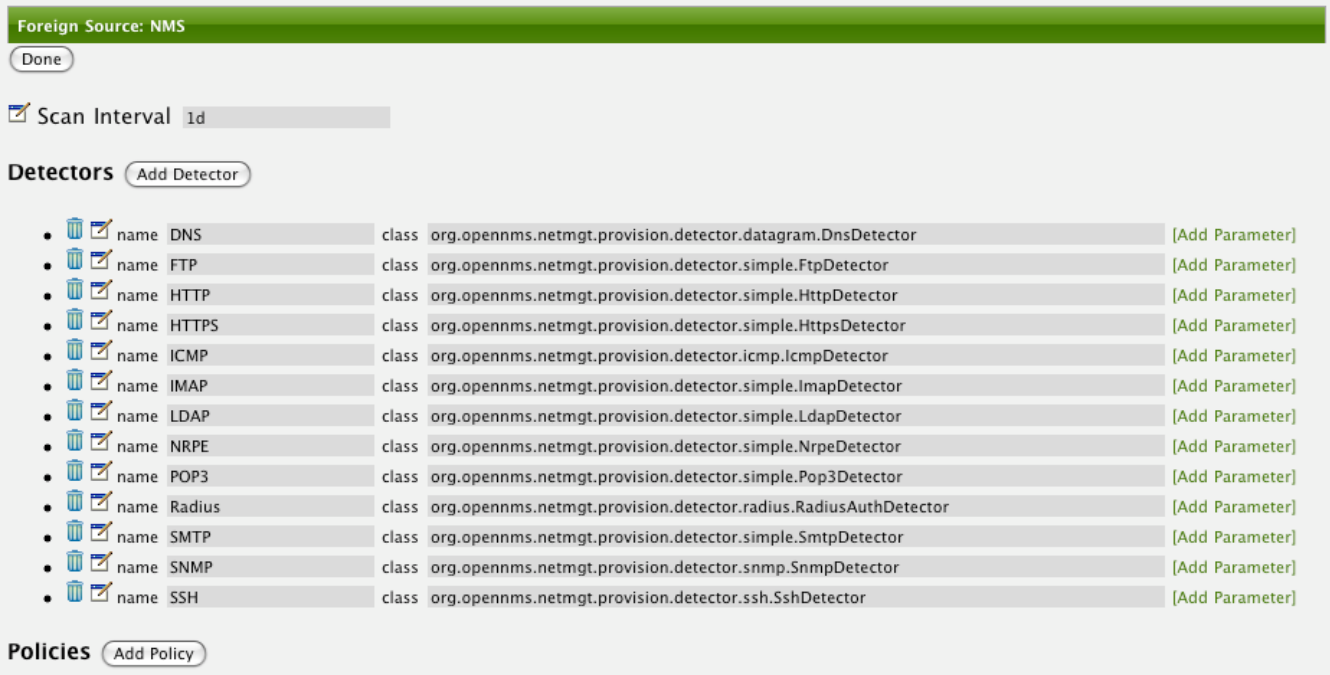 Foreign Source: NMS
Done
Scan Interval 1d
Detectors Add Detector
name DNS class org.opennms.netmgt.provision.detector.datagram.DnsDetector [Add Parameter]
name FTP class org.opennms.netmgt.provision.detector.simple.FtpDetector [Add Parameter]
name HTTP class org.opennms.netmgt.provision.detector.simple.HttpDetector [Add Parameter]
name HTTPS class org.opennms.netmgt.provision.detector.simple.HttpsDetector [Add Parameter]
name ICMP class org.opennms.netmgt.provision.detector.icmp.IcmpDetector [Add Parameter]
name IMAP class org.opennms.netmgt.provision.detector.simple.ImapDetector [Add Parameter]
name LDAP class org.opennms.netmgt.provision.detector.simple.LdapDetector [Add Parameter]
name NRPE class org.opennms.netmgt.provision.detector.simple.NrpeDetector [Add Parameter]
name POP3 class org.opennms.netmgt.provision.detector.simple.Pop3Detector [Add Parameter]
name Radius class org.opennms.netmgt.provision.detector.radius.RadiusAuthDetector [Add Parameter]
name SMTP class org.opennms.netmgt.provision.detector.simple.SmtpDetector [Add Parameter]
name SNMP class org.opennms.netmgt.provision.detector.snmp.SnmpDetector [Add Parameter]
name SSH class org.opennms.netmgt.provision.detector.ssh.SshDetector [Add Parameter]
Policies Add Policy